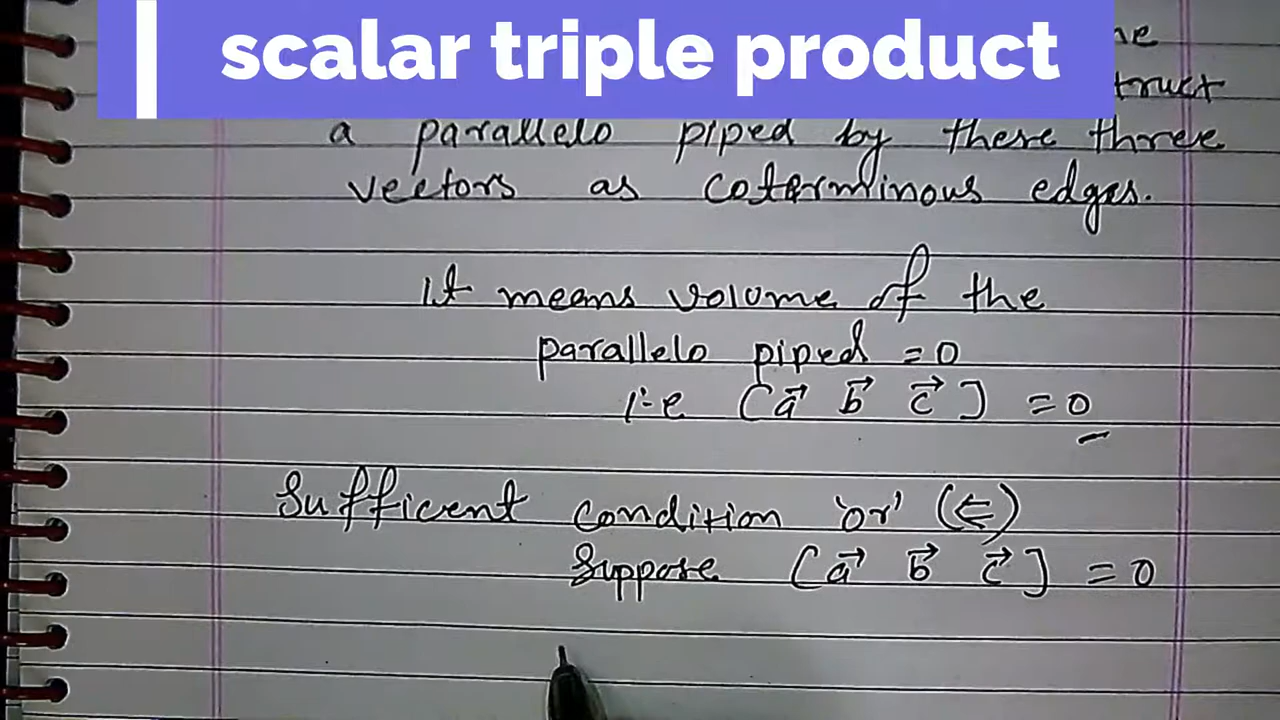 scalar triple product
truct
a parallelo piped by these three
vectors as coterminous edges.
It means volume of the
parallelo piped =0
i.e [a⃗ b⃗ c⃗] =0
Sufficent condition 'or' (⇐)
Suppose [a⃗ b⃗ c⃗] =0